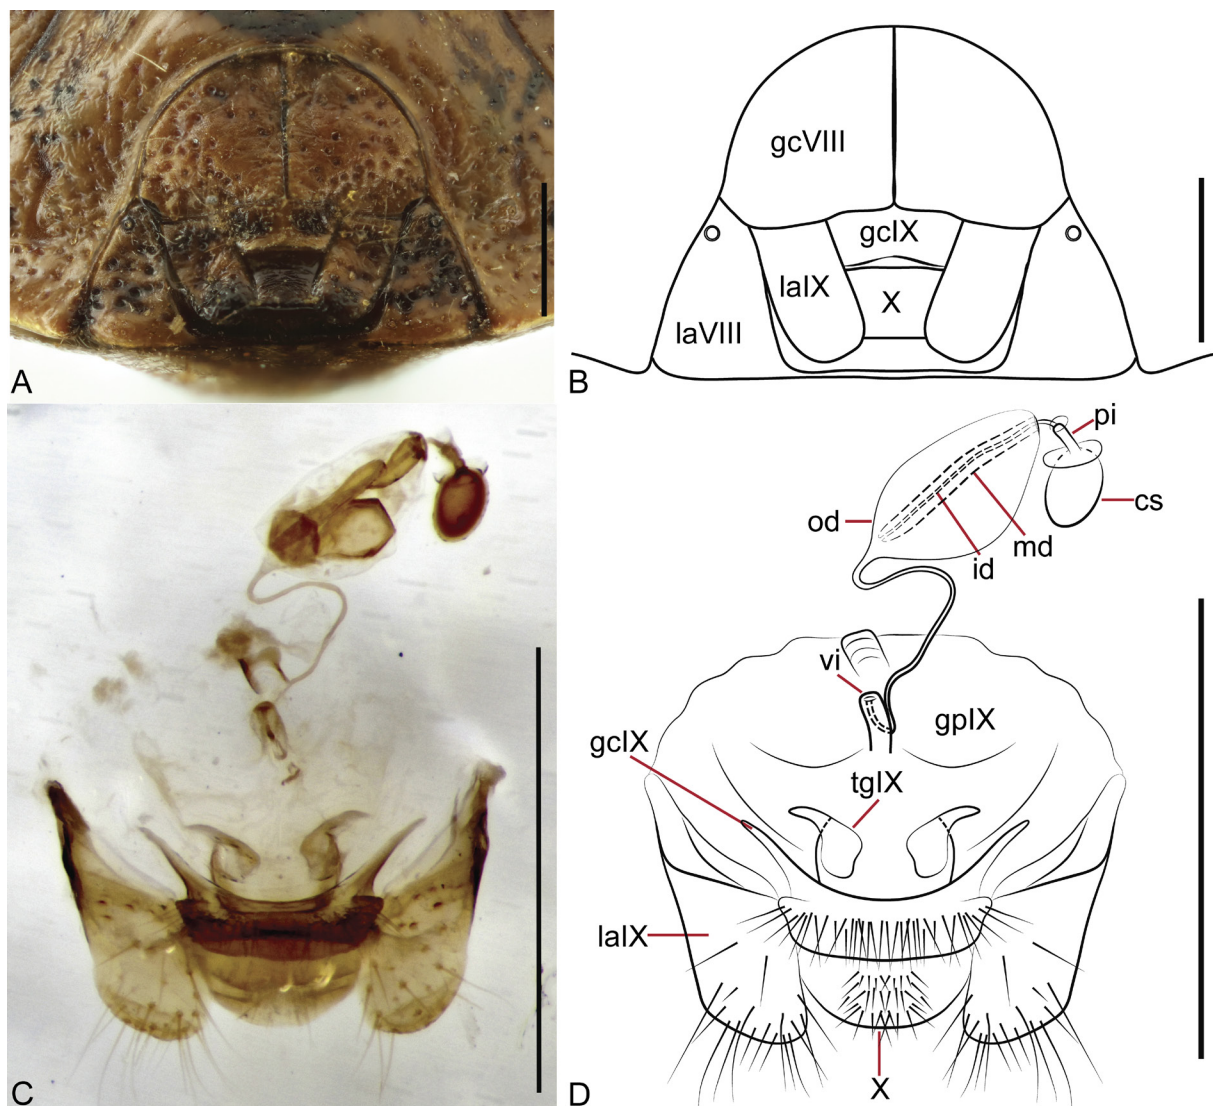 A
gcVIII
gcIX
laIX
X
laVIII
B
C
pi
cs
od
md
id
vi
gpIX
gcIX
tgIX
laIX
X
D